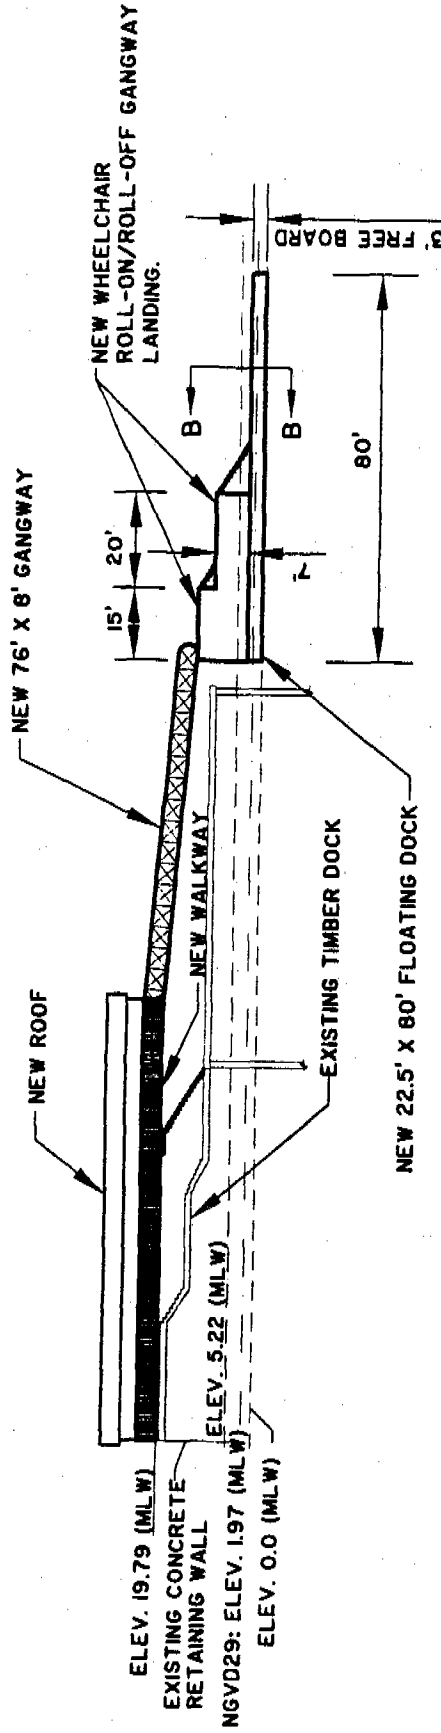 NEW ROOF
NEW 76' X 8' GANGWAY
NEW WHEELCHAIR
ROLL-ON/ROLL-OFF GANGWAY
LANDING.
15'
20'
7'
B
B
80'
FREE BOARD
NEW WALKWAY
ELEV. 19.79 (MLW)
EXISTING CONCRETE
RETAINING WALL
ELEV. 5.22 (MLW)
NGVD29: ELEV. 1.97 (MLW)
ELEV. 0.0 (MLW)
EXISTING TIMBER DOCK
NEW 22.5' X 80' FLOATING DOCK